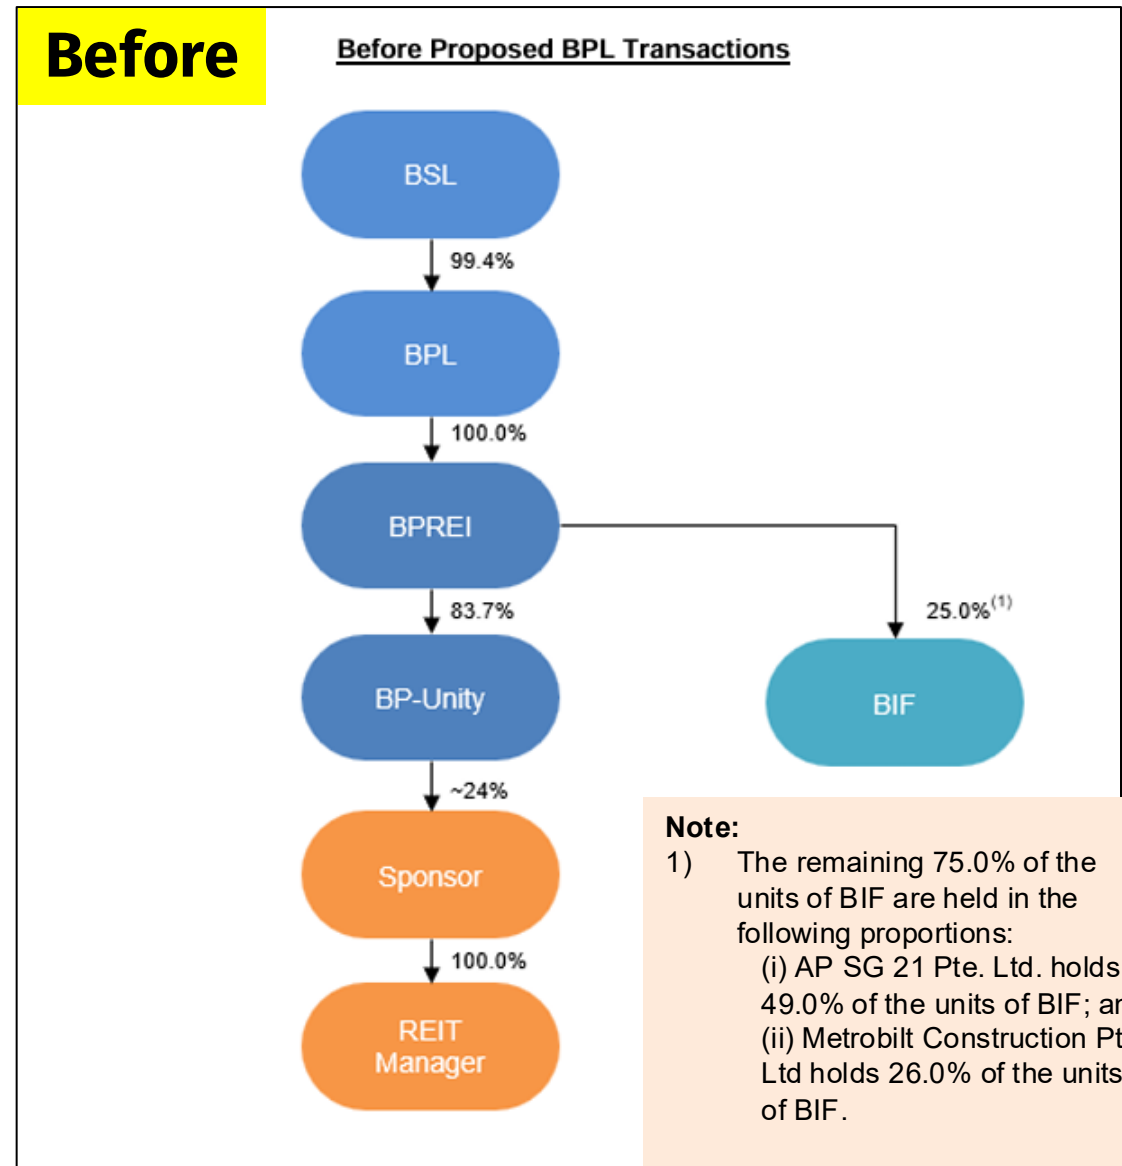 Before
Before Proposed BPL Transactions
BSL
99.4%
BPL
100.0%
BPREI
83.7%
25.0%(1)
BP-Unity
BIF
~24%
Sponsor
100.0%
REIT
Manager
Note:
1) The remaining 75.0% of the
units of BIF are held in the
following proportions:
(i) AP SG 21 Pte. Ltd. holds
49.0% of the units of BIF;
(ii) Metrobilt Construction
Ltd holds 26.0% of the units
of BIF.